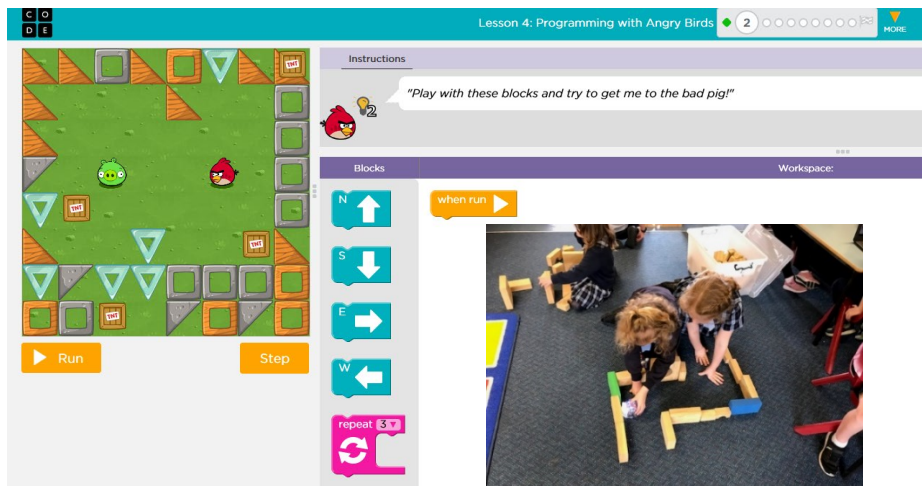 CODE
Lesson 4: Programming with Angry Birds
2
MORE
Instructions
TNT
2
"Play with these blocks and try to get me to the bad pig!"
Blocks
Workspace:
N
when run
TNT
S
TNT
E
TNT
Run
Step
W
repeat 3